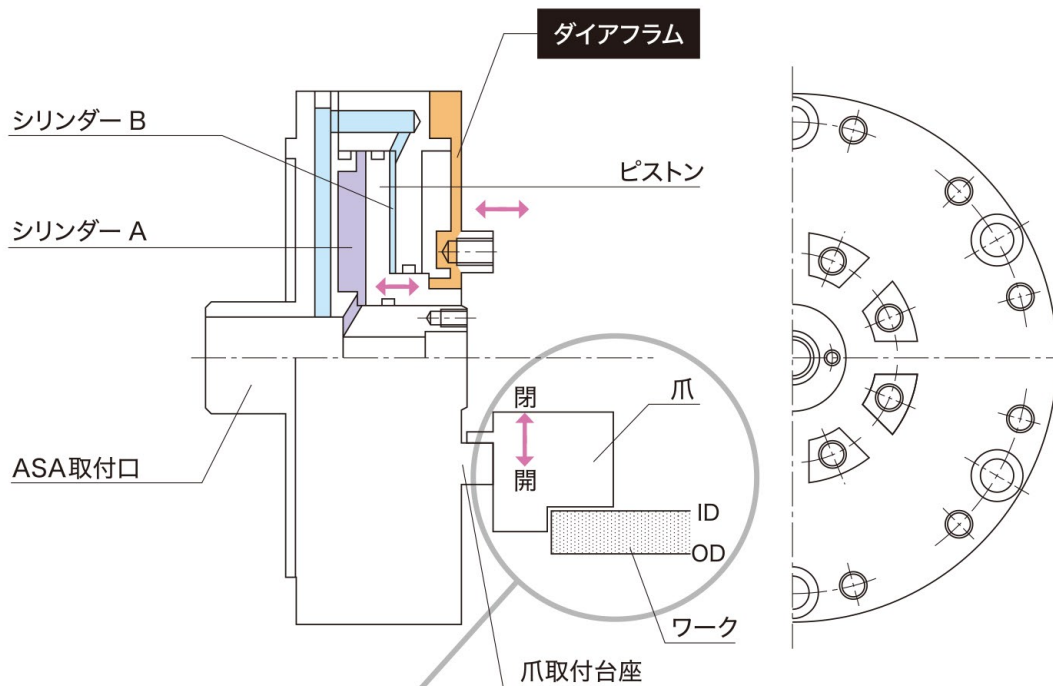 ダイアフラム
シリンダー B
ピストン
シリンダー A
閉
爪
開
ASA取付口
ID
OD
ワーク
爪取付台座